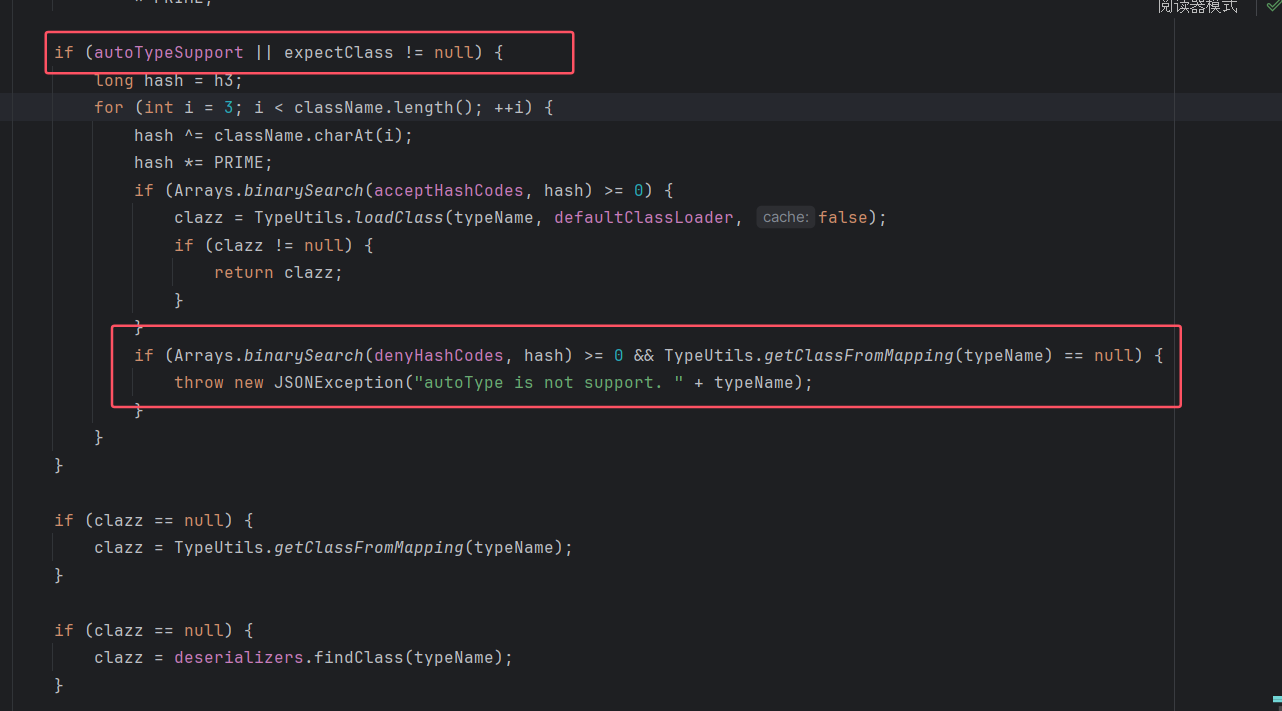 * PRIME;
阅读器模式
if (autoTypeSupport || expectClass != null) {
long hash = h3;
for (int i = 3; i < className.length(); ++i) {
hash ^= className.charAt(i);
hash *= PRIME;
if (Arrays.binarySearch(acceptHashCodes, hash) >= 0) {
clazz = TypeUtils.loadClass(typeName, defaultClassLoader, cache: false);
if (clazz != null) {
return clazz;
}
}
if (Arrays.binarySearch(denyHashCodes, hash) >= 0 && TypeUtils.getClassFromMapping(typeName) == null) {
throw new JSONException("autoType is not support. " + typeName);
}
}
}
if (clazz == null) {
clazz = TypeUtils.getClassFromMapping(typeName);
}
if (clazz == null) {
clazz = deserializers.findClass(typeName);
}